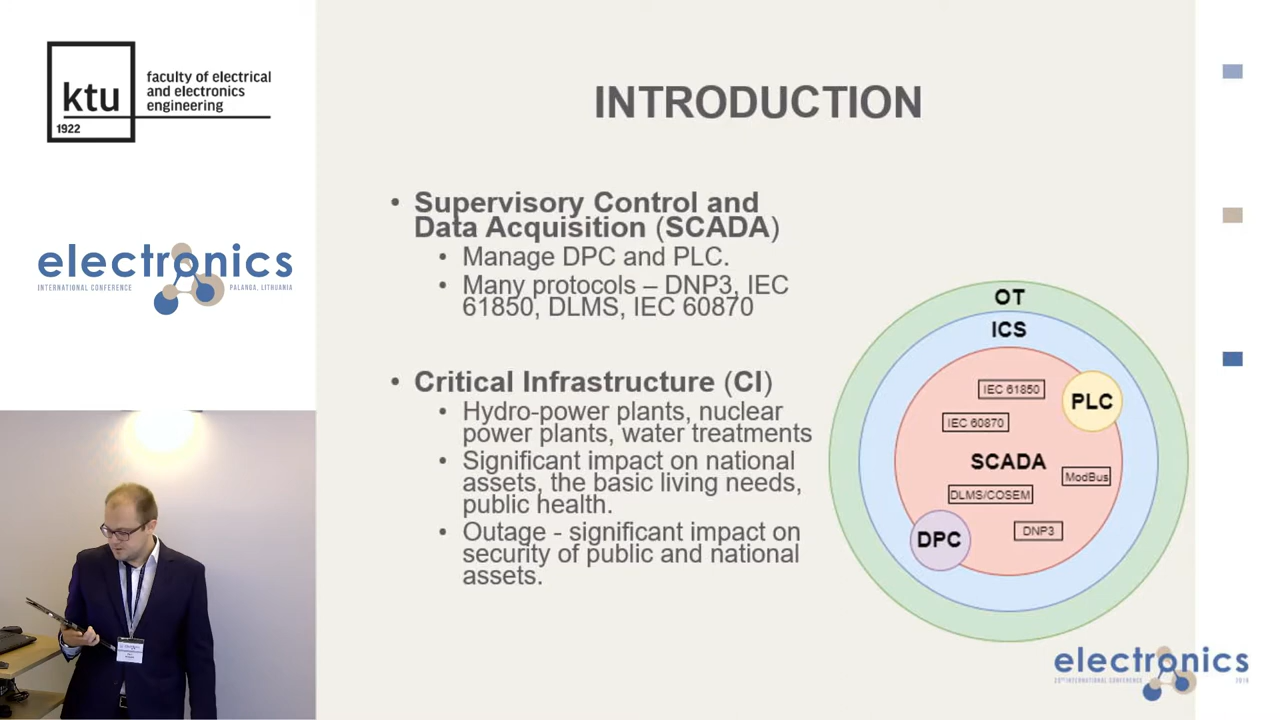 ktu
1922
faculty of electrical
and electronics
engineering
electronics
INTERNATIONAL CONFERENCE
PALANGA, LITHUANIA
INTRODUCTION
• Supervisory Control and
Data Acquisition (SCADA)
• Manage DPC and PLC.
• Many protocols – DNP3, IEC
61850, DLMS, IEC 60870
• Critical Infrastructure (CI)
• Hydro-power plants, nuclear
power plants, water treatments
• Significant impact on national
assets, the basic living needs,
public health.
• Outage - significant impact on
security of public and national
assets.
OT
ICS
IEC 61850
PLC
IEC 60870
SCADA
ModBus
DLMS/COSEM
DNP3
DPC
electronics
INTERNATIONAL CONFERENCE